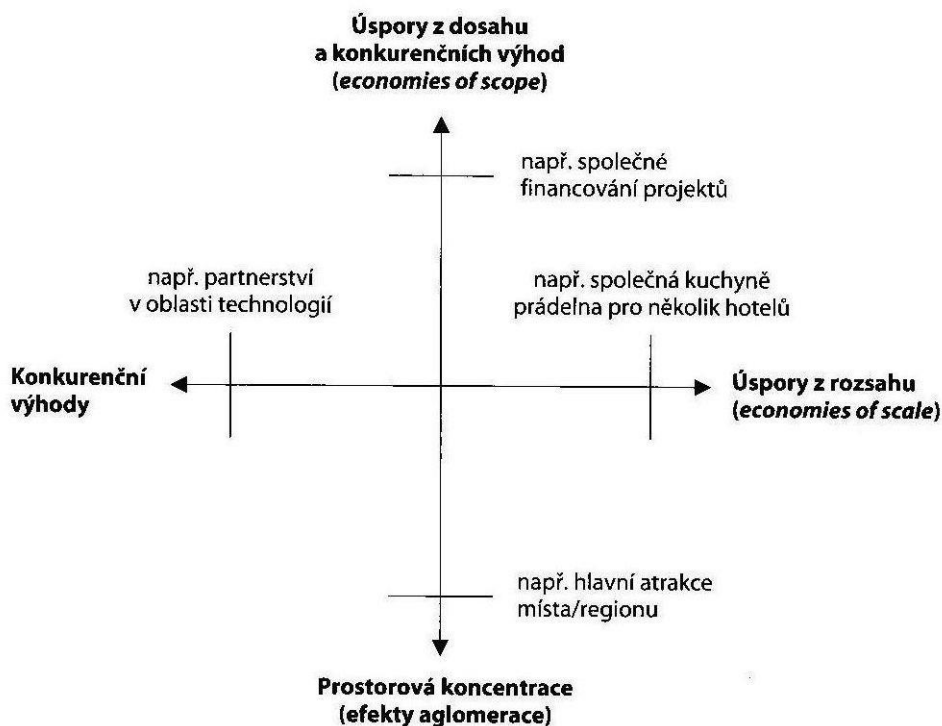 Úspory z dosahu
a konkurenčních výhod
(economies of scope)
např. společné
financování projektů
např. partnerství
v oblasti technologií
např. společná kuchyně
prádelna pro několik hotelů
Konkurenční
výhody
Úspory z rozsahu
(economies of scale)
např. hlavní atrakce
místa/regionu
Prostorová koncentrace
(efekty aglomerace)